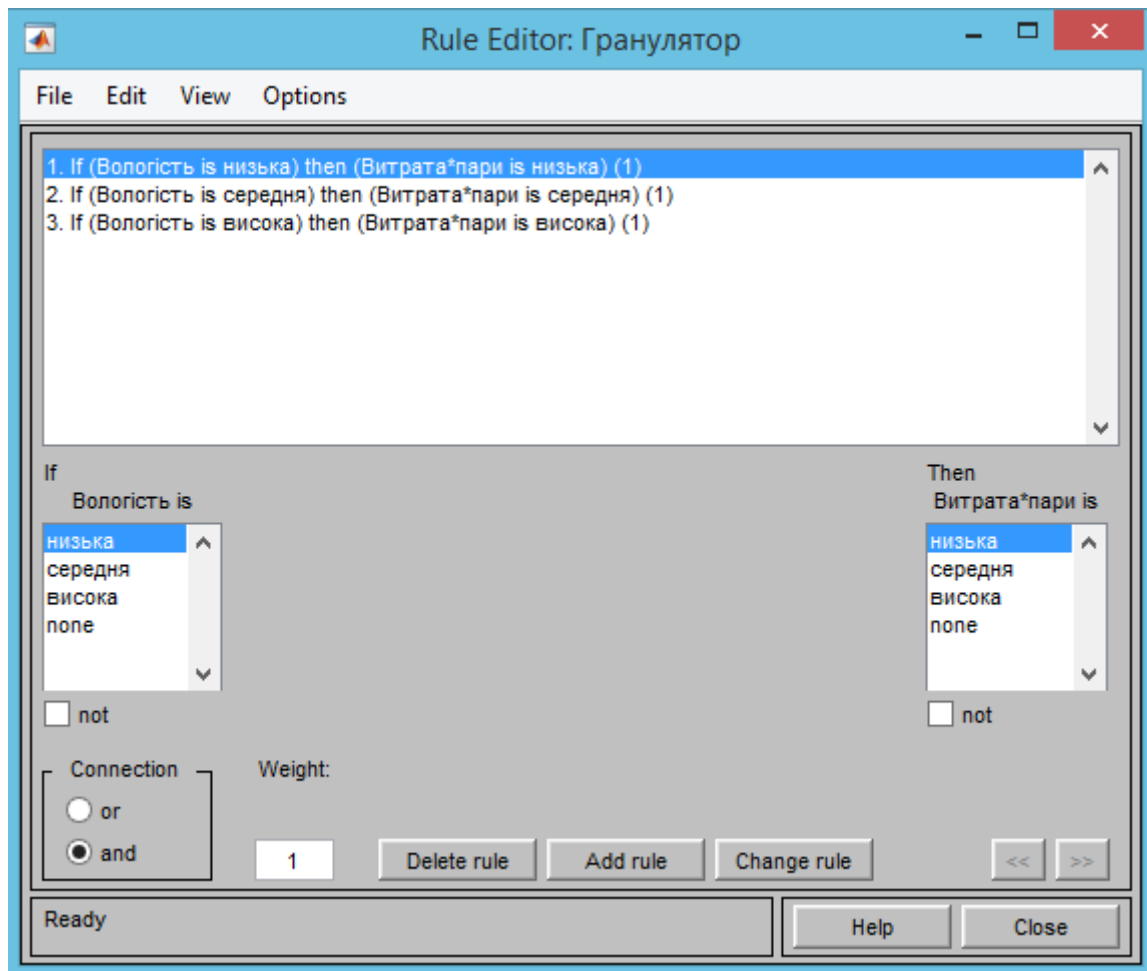 Rule Editor: Гранулятор
File Edit View Options
1. If (Вологість is низька) then (Витрата*пари is низька) (1)
2. If (Вологість is середня) then (Витрата*пари is середня) (1)
3. If (Вологість is висока) then (Витрата*пари is висока) (1)
If
Вологість is
низька
середня
висока
none
not
Then
Витрата*пари is
низька
середня
висока
none
not
Connection
or
and
Weight:
1
Delete rule Add rule Change rule << >>
Ready
Help Close